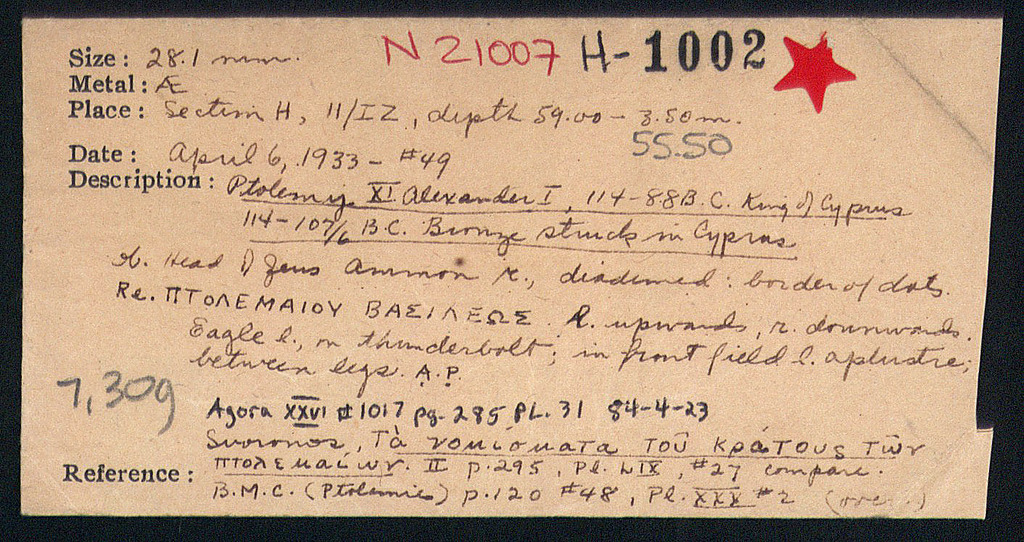 N 21007 H-1002
Size: 28.1 mm.
Metal: Æ
Place: Section H, 11/IZ, depth 59.00 - 3.50 m.
55.50
Date: April 6, 1933 - #49
Description: Ptolemy XI Alexander I, 114-88 B.C. King of Cyprus
114-107/6 B.C. Bronze struck in Cyprus
Ob. Head of Zeus Ammon r., diademed: border of dots.
Re. ΠΤΟΛΕΜΑΙΟΥ ΒΑΣΙΛΕΩΣ. l. upwards, r. downwards.
Eagle l., on thunderbolt; in front field l. aplustre;
between legs. A.P.
7,30g
Agora XXVI #1017 pg. 285 PL. 31 84-4-23
Svoronos, Τὰ νομίσματα τοῦ Κράτους τῶν
Πτολεμαίων. II p.295, Pl. LIX, #27 compare.
Reference: B.M.C. (Ptolemies) p.120 #48, Pl. XXX #2